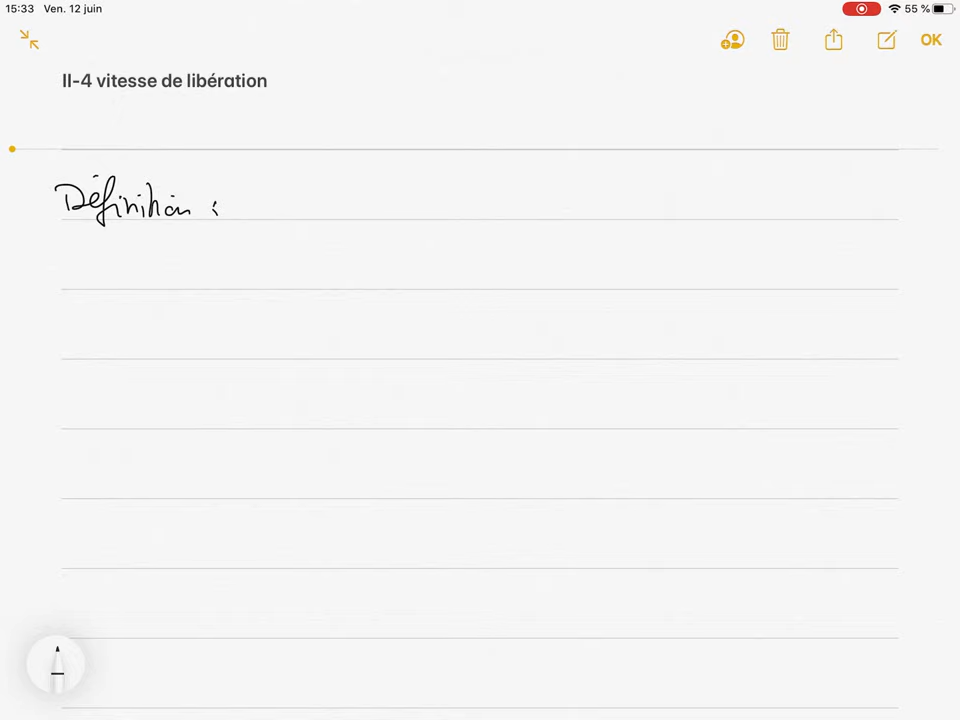 15:33 Ven. 12 juin 55 %
OK
II-4 vitesse de libération
Définition :